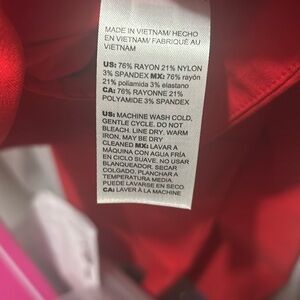 MADE IN VIETNAM/ HECHO
EN VIETNAM/ FABRIQUÉ AU
VIETNAM
US: 76% RAYON 21% NYLON
3% SPANDEX MX: 76% rayón
21% poliamida 3% elastano
CA: 76% RAYONNE 21%
POLYAMIDE 3% SPANDEX
US: MACHINE WASH COLD,
GENTLE CYCLE. DO NOT
BLEACH. LINE DRY. WARM
IRON. MAY BE DRY
CLEANED MX: LAVAR A
MÁQUINA CON AGUA FRÍA
EN CICLO SUAVE. NO USAR
BLANQUEADOR. SECAR
COLGADO. PLANCHAR A
TEMPERATURA MEDIA.
PUEDE LAVARSE EN SECO
CA: LAVER À LA MACHINE